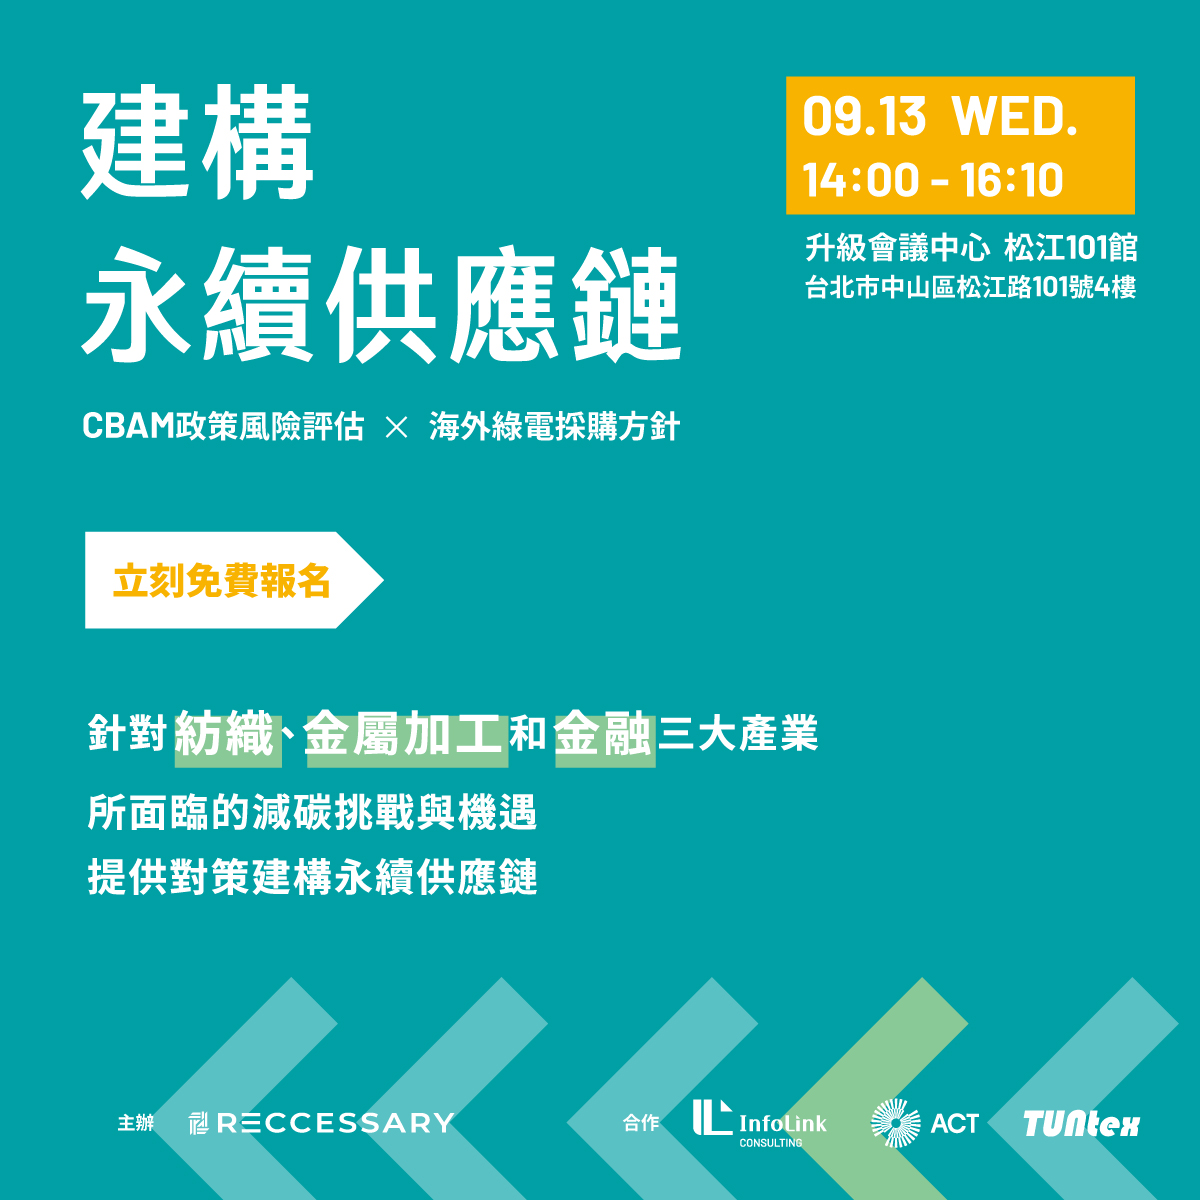 建構
永續供應鏈
CBAM政策風險評估 × 海外綠電採購方針
09.13 WED.
14:00 - 16:10
升級會議中心 松江101館
台北市中山區松江路101號4樓
立刻免費報名
針對紡織、金屬加工和金融三大產業
所面臨的減碳挑戰與機遇
提供對策建構永續供應鏈
主辦 RECCESSARY 合作 InfoLink CONSULTING ACT TUNtex